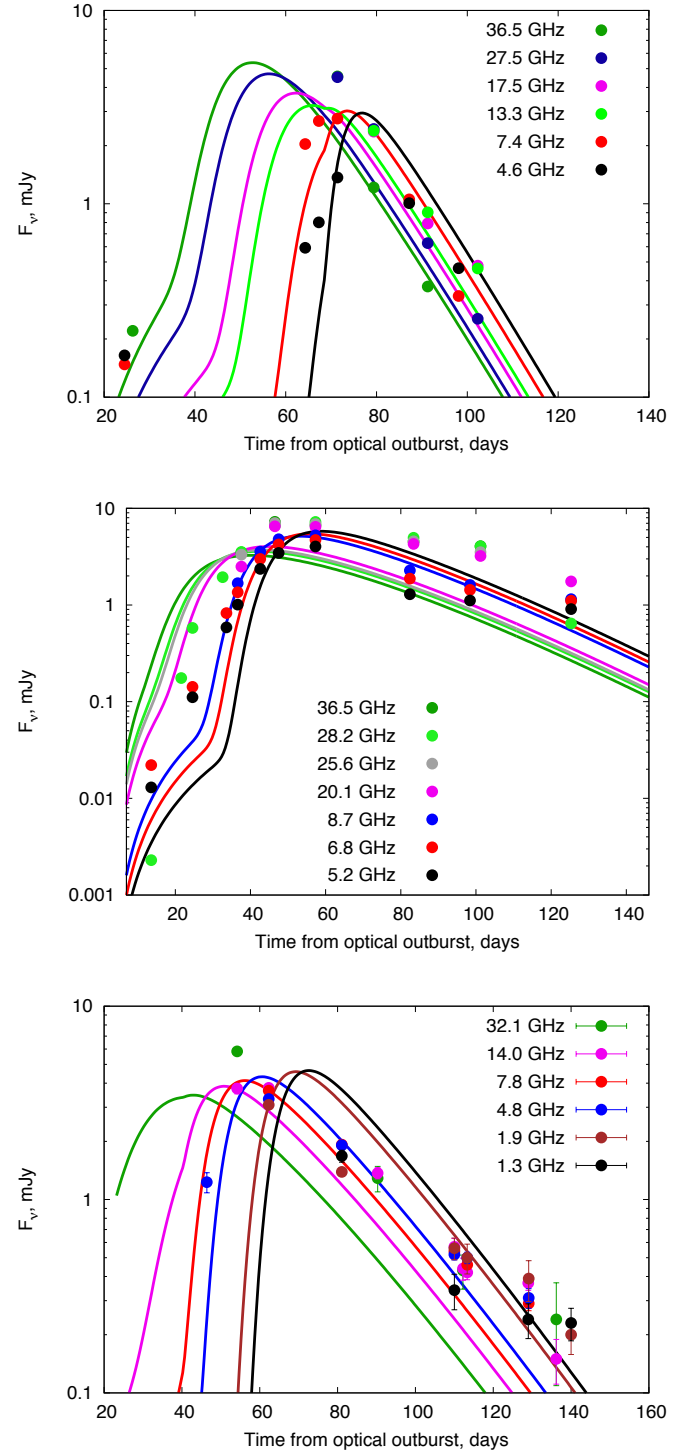 10
1
0.1
F_ν, mJy
36.5 GHz
27.5 GHz
17.5 GHz
13.3 GHz
7.4 GHz
4.6 GHz
20 40 60 80 100 120 140
Time from optical outburst, days
10
1
0.1
0.01
0.001
F_ν, mJy
36.5 GHz
28.2 GHz
25.6 GHz
20.1 GHz
8.7 GHz
6.8 GHz
5.2 GHz
20 40 60 80 100 120 140
Time from optical outburst, days
10
1
0.1
F_ν, mJy
32.1 GHz
14.0 GHz
7.8 GHz
4.8 GHz
1.9 GHz
1.3 GHz
20 40 60 80 100 120 140 160
Time from optical outburst, days